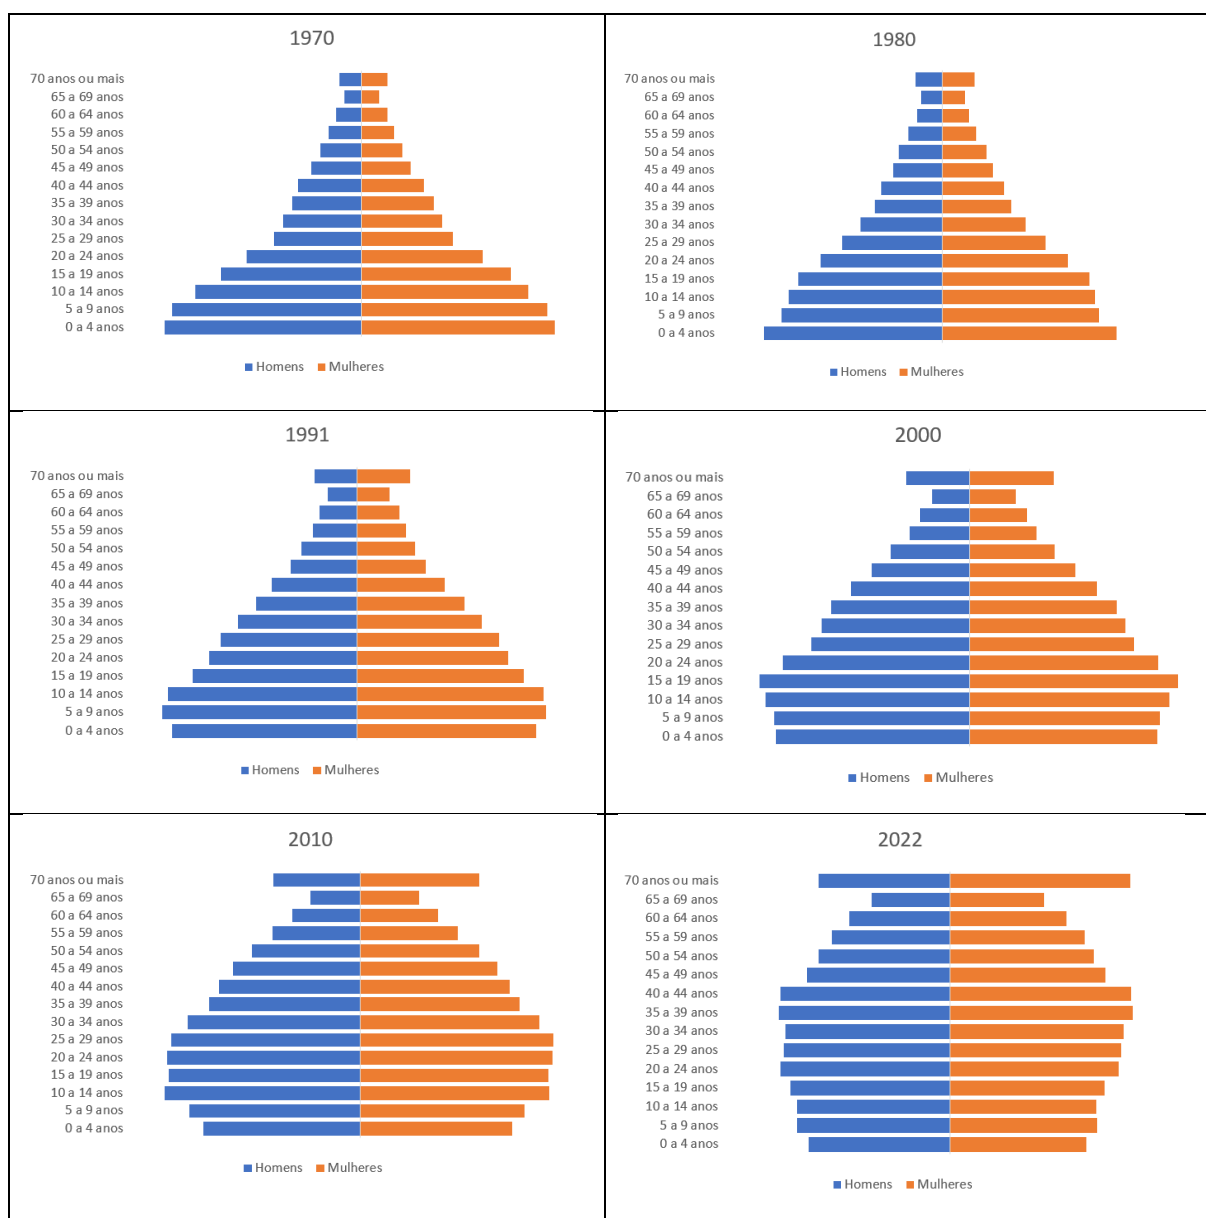 1970
70 anos ou mais
65 a 69 anos
60 a 64 anos
55 a 59 anos
50 a 54 anos
45 a 49 anos
40 a 44 anos
35 a 39 anos
30 a 34 anos
25 a 29 anos
20 a 24 anos
15 a 19 anos
10 a 14 anos
5 a 9 anos
0 a 4 anos
Homens Mulheres
1980
70 anos ou mais
65 a 69 anos
60 a 64 anos
55 a 59 anos
50 a 54 anos
45 a 49 anos
40 a 44 anos
35 a 39 anos
30 a 34 anos
25 a 29 anos
20 a 24 anos
15 a 19 anos
10 a 14 anos
5 a 9 anos
0 a 4 anos
Homens Mulheres
1991
70 anos ou mais
65 a 69 anos
60 a 64 anos
55 a 59 anos
50 a 54 anos
45 a 49 anos
40 a 44 anos
35 a 39 anos
30 a 34 anos
25 a 29 anos
20 a 24 anos
15 a 19 anos
10 a 14 anos
5 a 9 anos
0 a 4 anos
Homens Mulheres
2000
70 anos ou mais
65 a 69 anos
60 a 64 anos
55 a 59 anos
50 a 54 anos
45 a 49 anos
40 a 44 anos
35 a 39 anos
30 a 34 anos
25 a 29 anos
20 a 24 anos
15 a 19 anos
10 a 14 anos
5 a 9 anos
0 a 4 anos
Homens Mulheres
2010
70 anos ou mais
65 a 69 anos
60 a 64 anos
55 a 59 anos
50 a 54 anos
45 a 49 anos
40 a 44 anos
35 a 39 anos
30 a 34 anos
25 a 29 anos
20 a 24 anos
15 a 19 anos
10 a 14 anos
5 a 9 anos
0 a 4 anos
Homens Mulheres
2022
70 anos ou mais
65 a 69 anos
60 a 64 anos
55 a 59 anos
50 a 54 anos
45 a 49 anos
40 a 44 anos
35 a 39 anos
30 a 34 anos
25 a 29 anos
20 a 24 anos
15 a 19 anos
10 a 14 anos
5 a 9 anos
0 a 4 anos
Homens Mulheres